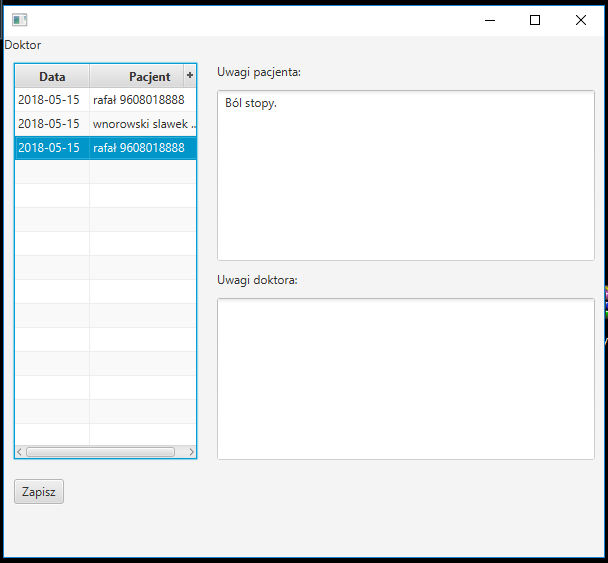 Doktor
Data Pacjent +
2018-05-15 rafał 9608018888
2018-05-15 wnorowski slawek ...
2018-05-15 rafał 9608018888
Uwagi pacjenta:
Ból stopy.
Uwagi doktora:
Zapisz